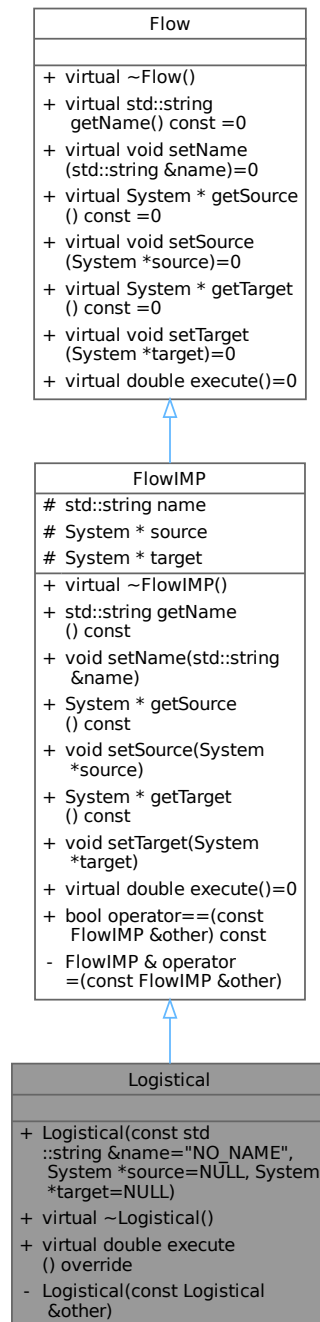 Flow
+ virtual ~Flow()
+ virtual std::string
getName() const =0
+ virtual void setName
(std::string &name)=0
+ virtual System * getSource
() const =0
+ virtual void setSource
(System *source)=0
+ virtual System * getTarget
() const =0
+ virtual void setTarget
(System *target)=0
+ virtual double execute()=0
FlowIMP
# std::string name
# System * source
# System * target
+ virtual ~FlowIMP()
+ std::string getName
() const
+ void setName(std::string
&name)
+ System * getSource
() const
+ void setSource(System
*source)
+ System * getTarget
() const
+ void setTarget(System
*target)
+ virtual double execute()=0
+ bool operator==(const
FlowIMP &other) const
- FlowIMP & operator
=(const FlowIMP &other)
Logistical
+ Logistical(const std
::string &name="NO_NAME",
System *source=NULL, System
*target=NULL)
+ virtual ~Logistical()
+ virtual double execute
() override
- Logistical(const Logistical
&other)